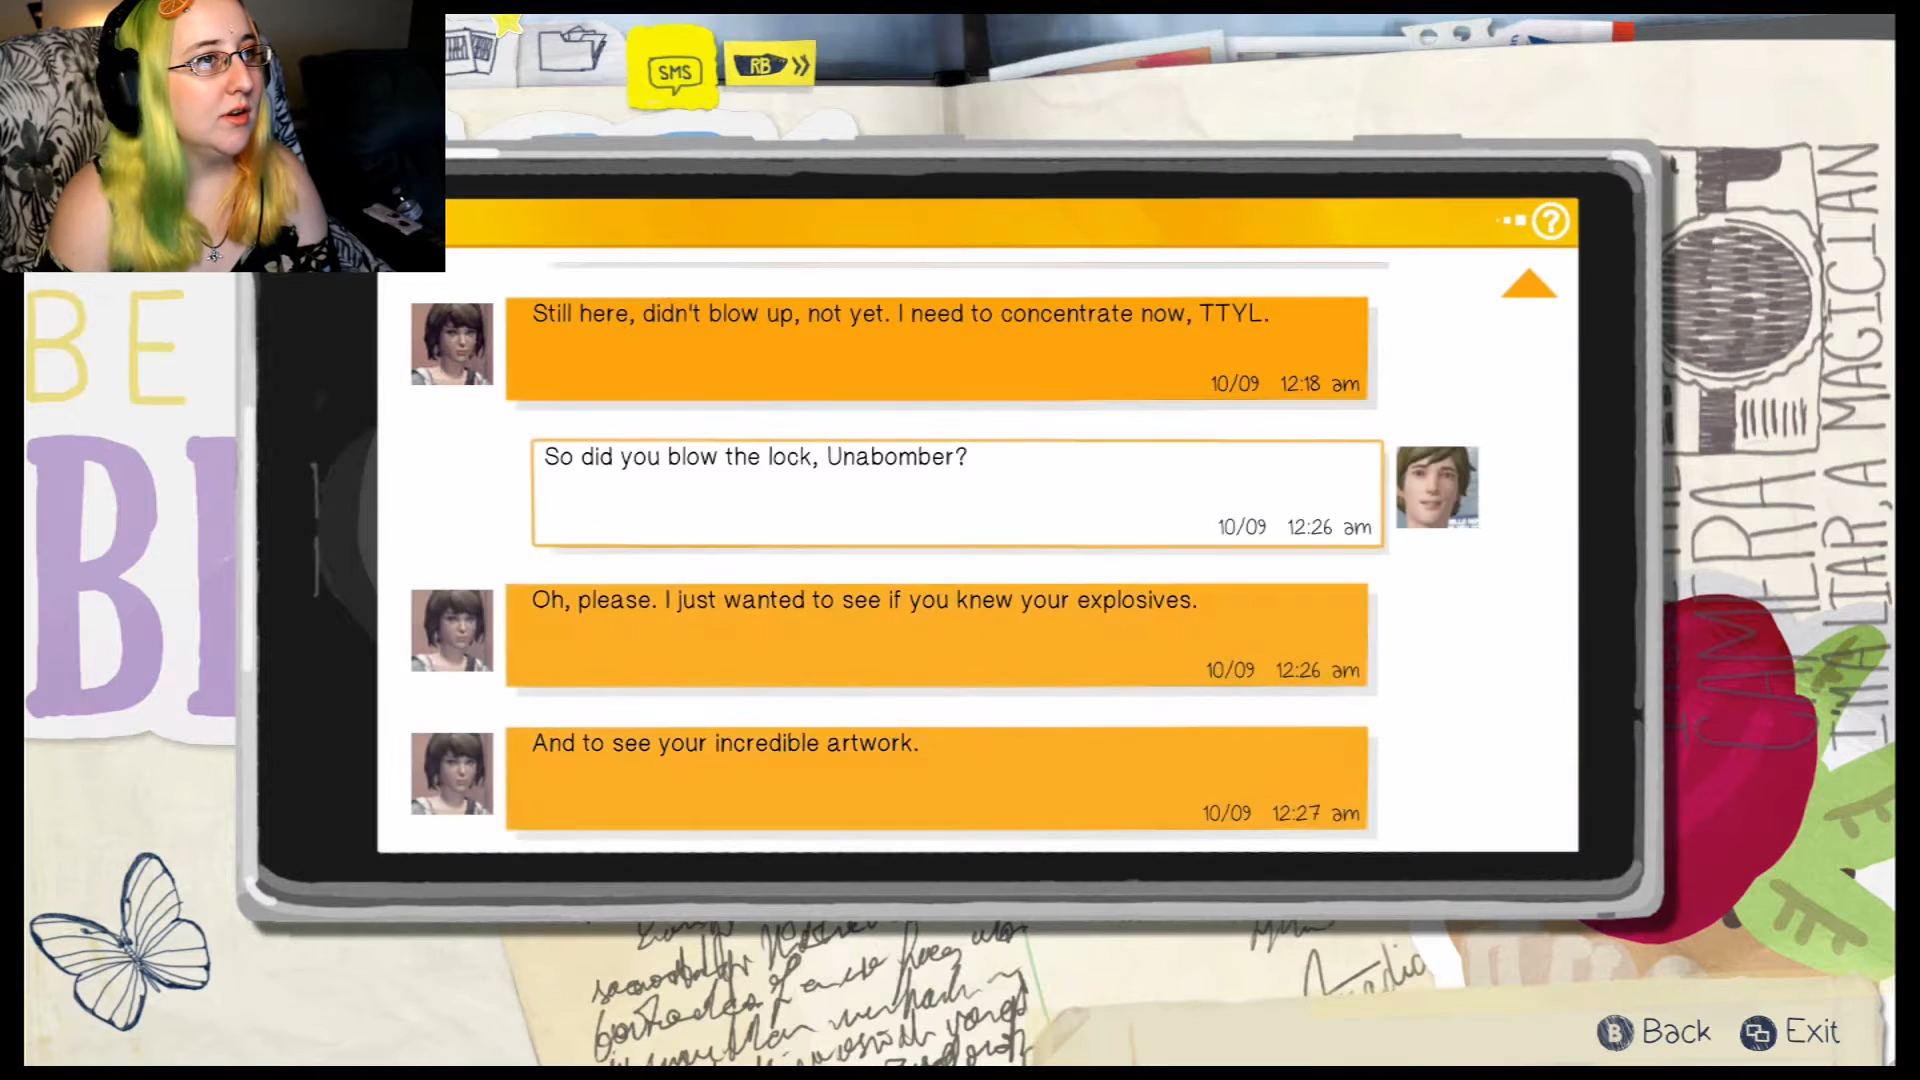 SMS
RB
Still here, didn't blow up, not yet. I need to concentrate now, TTYL.
10/09 12:18 am
So did you blow the lock, Unabomber?
10/09 12:26 am
Oh, please. I just wanted to see if you knew your explosives.
10/09 12:26 am
And to see your incredible artwork.
10/09 12:27 am
BE
CAMERA
I'M A LIAR, A MAGICIAN
B Back
Exit